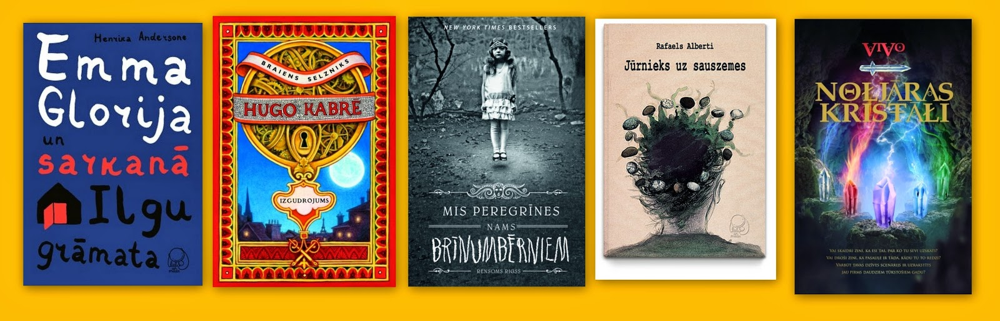 Henrika Andersone
Emma
Glorija
un
sarkanā
Ilgu
grāmata
BRAIENS SELZNIKS
HUGO KABRĒ
IZGUDROJUMS
NEW YORK TIMES BESTSELLERS
MIS PEREGRĪNES
NAMS
BRĪNUMBĒRNIEM
RENSOMS RIGSS
Rafaels Alberti
Jūrnieks uz sauszemes
VIVO
NOĻJĀRAS
KRISTĀLI
VAI SKAIDRI ZINI, KA ESI TAS, PAR KO TU SEVI UZSKATI?
VAI DROŠI ZINI, KA PASAULE IR TĀDA, KĀDU TU TO REDZI?
VARBŪT TAVAS DZĪVES SCENĀRIJS IR UZRAKSTĪTS
JAU PIRMS DAUDZIEM TŪKSTOŠIEM GADU?